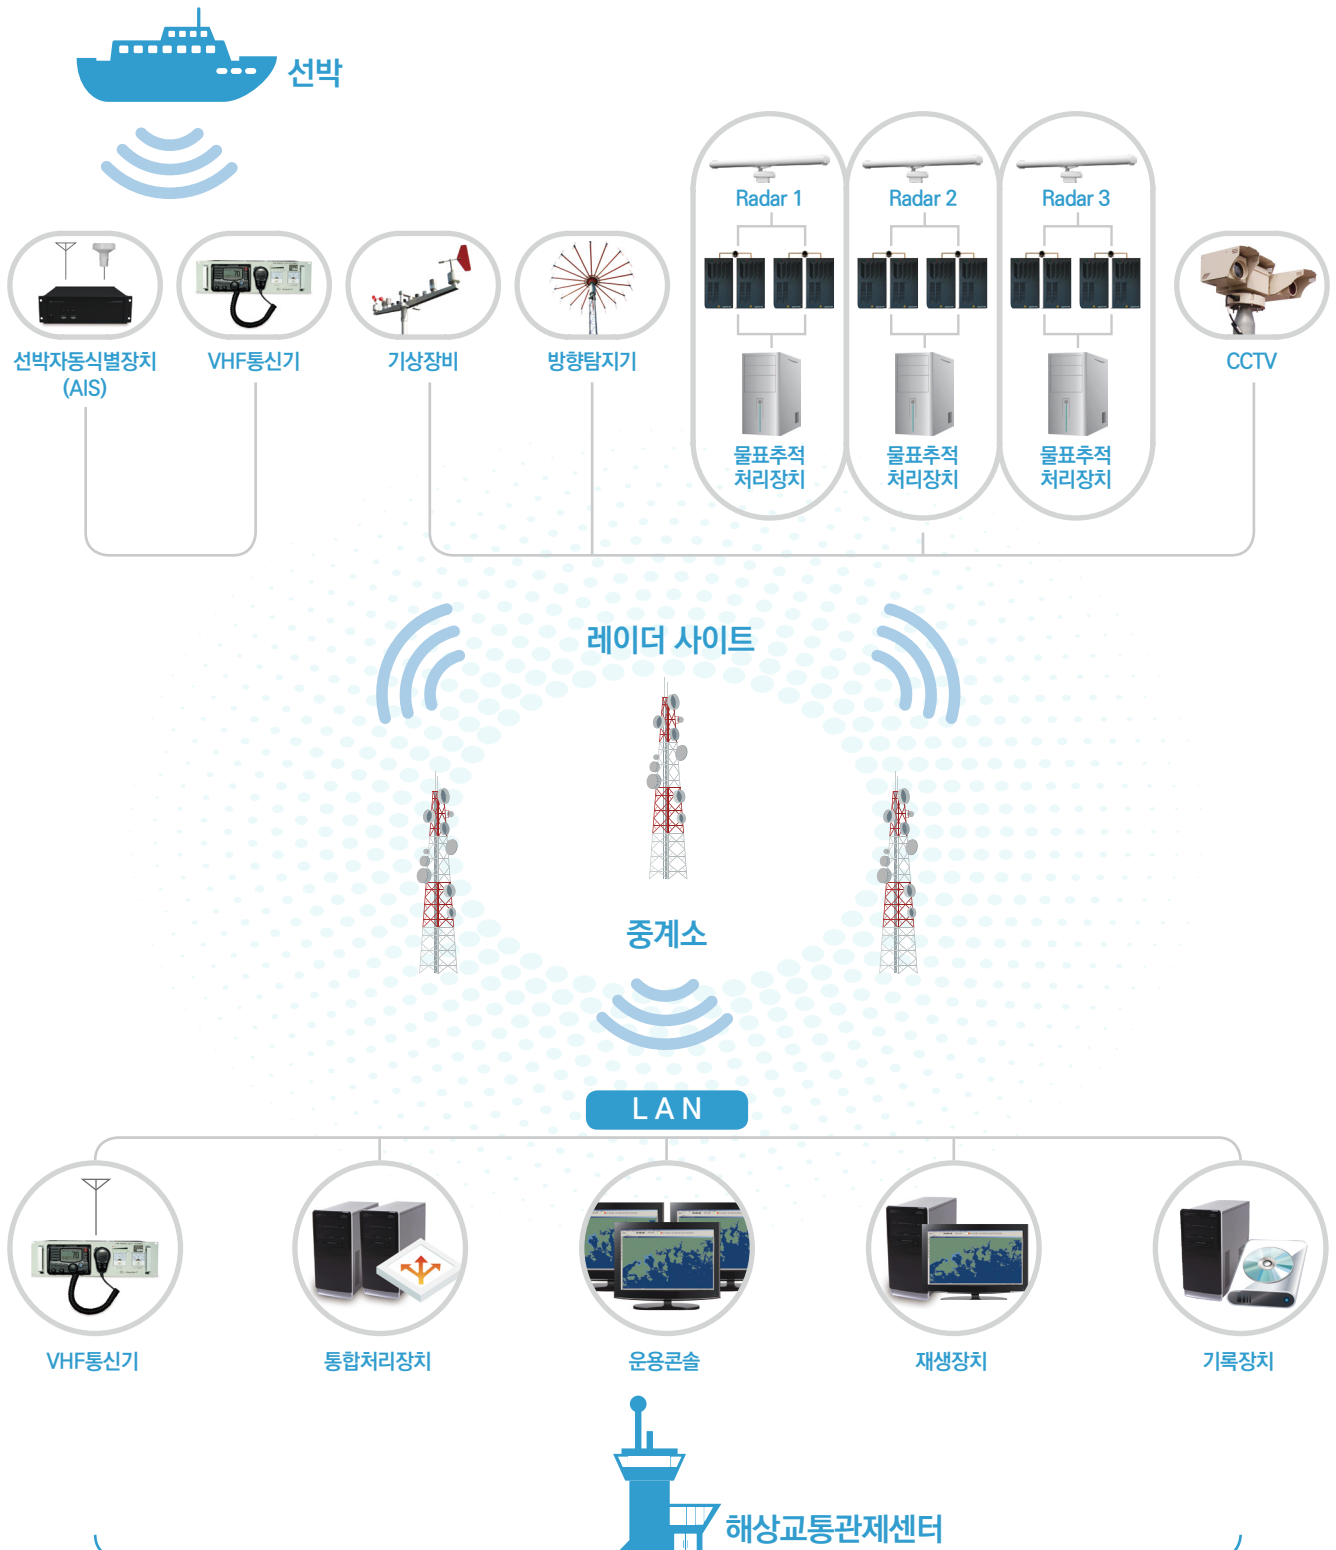 선박
Radar 1
Radar 2
Radar 3
선박자동식별장치
(AIS)
VHF통신기
기상장비
방향탐지기
CCTV
물표추적
처리장치
물표추적
처리장치
물표추적
처리장치
레이더 사이트
중계소
LAN
VHF통신기
통합처리장치
운용콘솔
재생장치
기록장치
해상교통관제센터